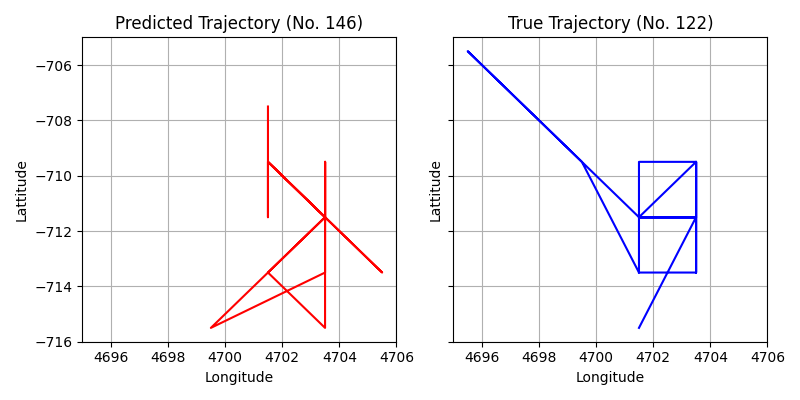 Predicted Trajectory (No. 146)
True Trajectory (No. 122)
Lattitude
−706
−708
−710
−712
−714
−716
4696 4698 4700 4702 4704 4706
Longitude
Lattitude
4696 4698 4700 4702 4704 4706
Longitude